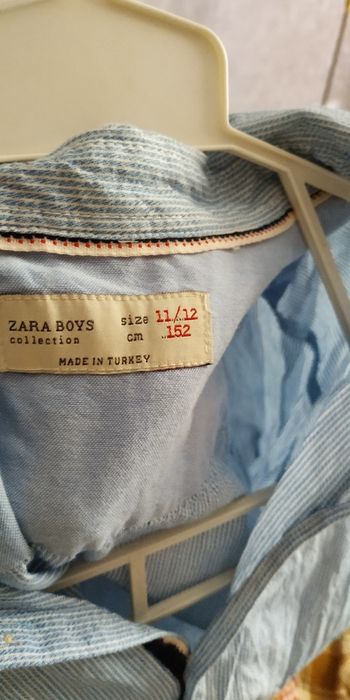 ZARA BOYS size 11/12
collection cm 152
MADE IN TURKEY